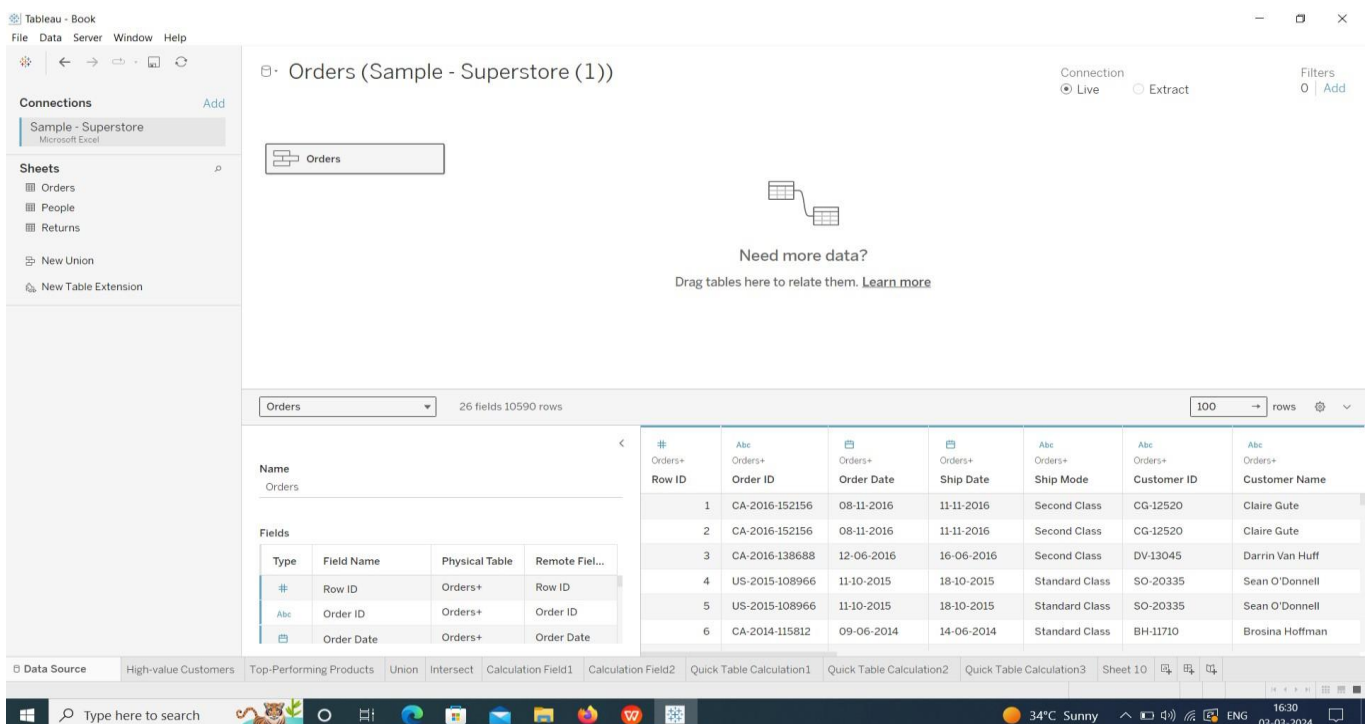 Tableau - Book
File Data Server Window Help
Connections Add
Sample - Superstore
Microsoft Excel
Sheets
Orders
People
Returns
New Union
New Table Extension
Orders (Sample - Superstore (1))
Connection
Live Extract
Filters
0 Add
Orders
Need more data?
Drag tables here to relate them. Learn more
Orders 26 fields 10590 rows 100 → rows
Name
Orders
Fields
Type Field Name Physical Table Remote Fiel...
# Row ID Orders+ Row ID
Abc Order ID Orders+ Order ID
Order Date Orders+ Order Date
# Abc Abc Abc Abc
Orders+ Orders+ Orders+ Orders+ Orders+ Orders+ Orders+
Row ID Order ID Order Date Ship Date Ship Mode Customer ID Customer Name
1 CA-2016-152156 08-11-2016 11-11-2016 Second Class CG-12520 Claire Gute
2 CA-2016-152156 08-11-2016 11-11-2016 Second Class CG-12520 Claire Gute
3 CA-2016-138688 12-06-2016 16-06-2016 Second Class DV-13045 Darrin Van Huff
4 US-2015-108966 11-10-2015 18-10-2015 Standard Class SO-20335 Sean O'Donnell
5 US-2015-108966 11-10-2015 18-10-2015 Standard Class SO-20335 Sean O'Donnell
6 CA-2014-115812 09-06-2014 14-06-2014 Standard Class BH-11710 Brosina Hoffman
Data Source High-value Customers Top-Performing Products Union Intersect Calculation Field1 Calculation Field2 Quick Table Calculation1 Quick Table Calculation2 Quick Table Calculation3 Sheet 10
Type here to search 34°C Sunny ENG 16:30
02-03-2024